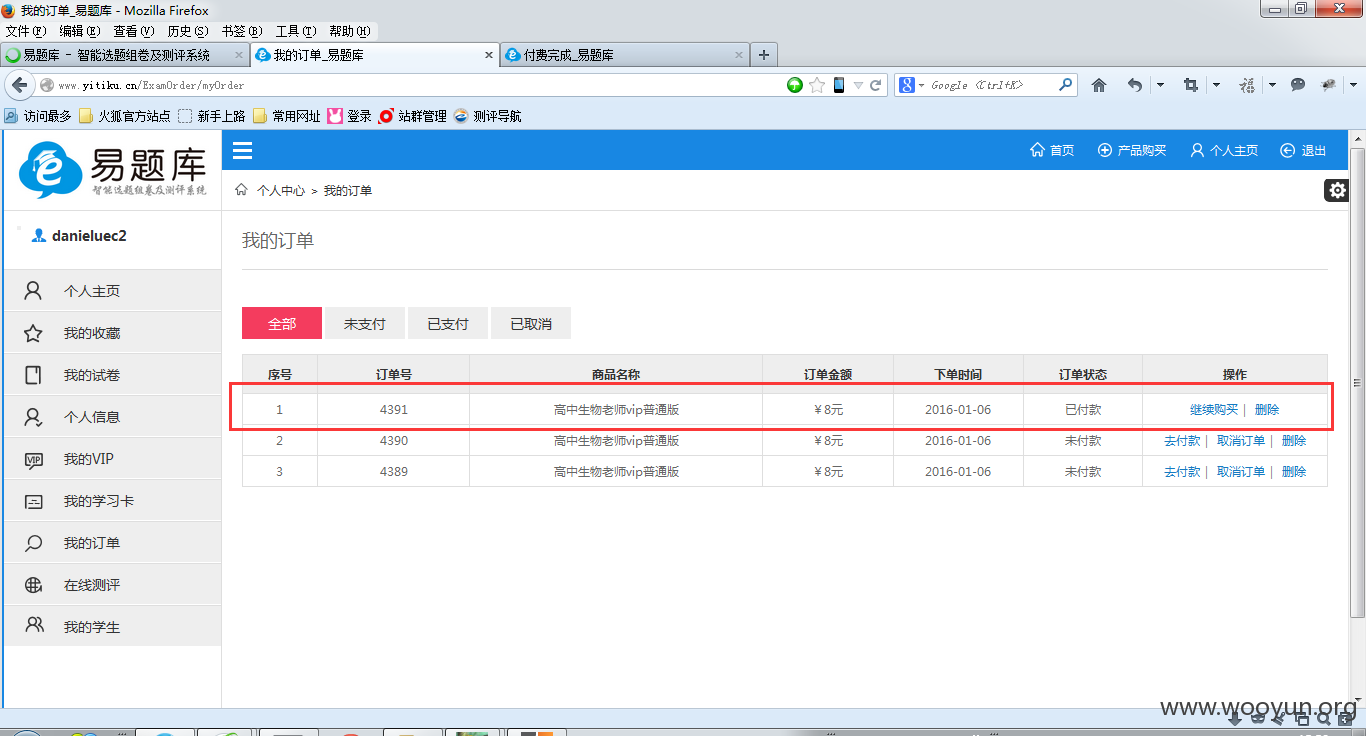 我的订单_易题库 - Mozilla Firefox
文件(F) 编辑(E) 查看(V) 历史(S) 书签(B) 工具(T) 帮助(H)
易题库 - 智能选题组卷及测评系统 我的订单_易题库 付费完成_易题库
www.yitiku.cn/ExamOrder/myOrder Google <Ctrl+K>
访问最多 火狐官方站点 新手上路 常用网址 登录 站群管理 测评导航
易题库
智能选题组卷及测评系统
首页 产品购买 个人主页 退出
个人中心 > 我的订单
danieluec2
我的订单
个人主页
我的收藏
我的试卷
个人信息
VIP 我的VIP
我的学习卡
我的订单
在线测评
我的学生
全部 未支付 已支付 已取消
序号 订单号 商品名称 订单金额 下单时间 订单状态 操作
1 4391 高中生物老师vip普通版 ￥8元 2016-01-06 已付款 继续购买 | 删除
2 4390 高中生物老师vip普通版 ￥8元 2016-01-06 未付款 去付款 | 取消订单 | 删除
3 4389 高中生物老师vip普通版 ￥8元 2016-01-06 未付款 去付款 | 取消订单 | 删除
www.wooyun.org